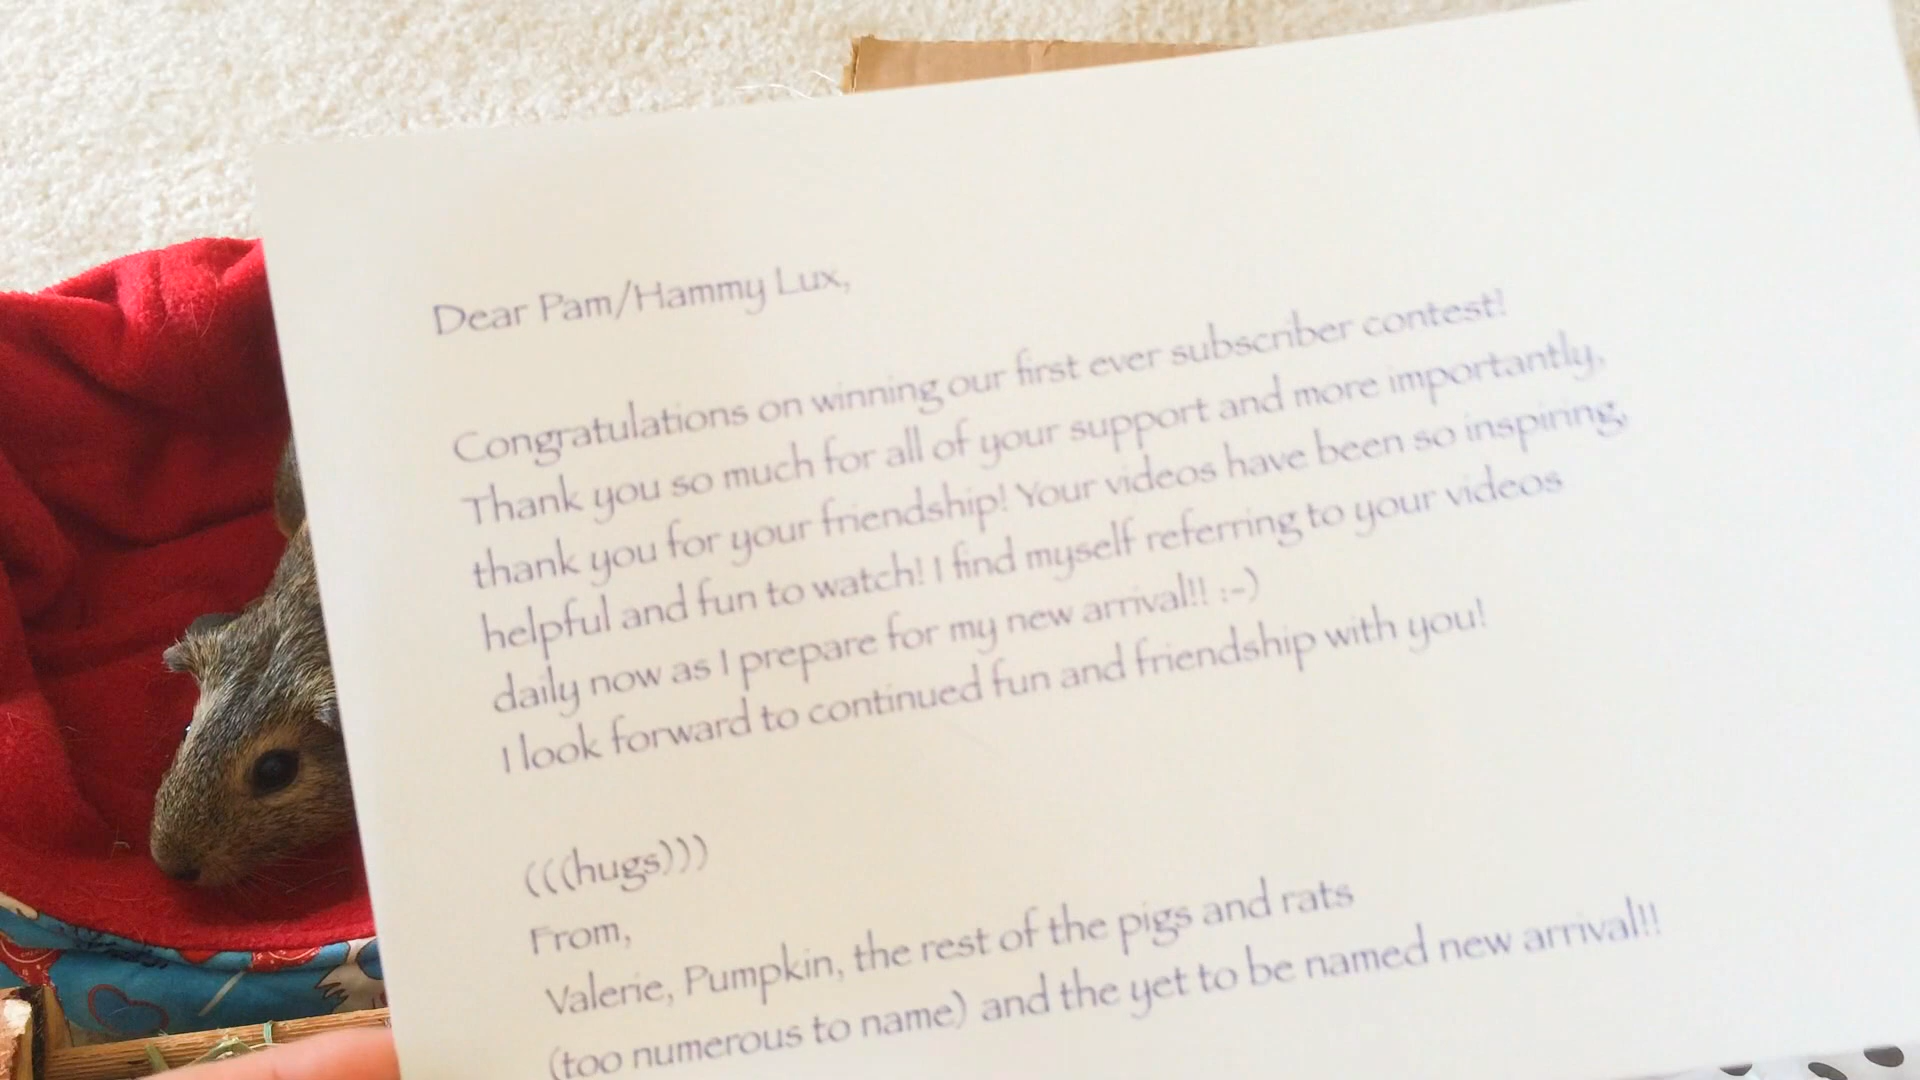 Dear Pam/Hammy Lux,
Congratulations on winning our first ever subscriber contest!
Thank you so much for all of your support and more importantly,
thank you for your friendship! Your videos have been so inspiring,
helpful and fun to watch! I find myself referring to your videos
daily now as I prepare for my new arrival!! :-)
I look forward to continued fun and friendship with you!
(((hugs)))
From,
Valerie, Pumpkin, the rest of the pigs and rats
(too numerous to name) and the yet to be named new arrival!!